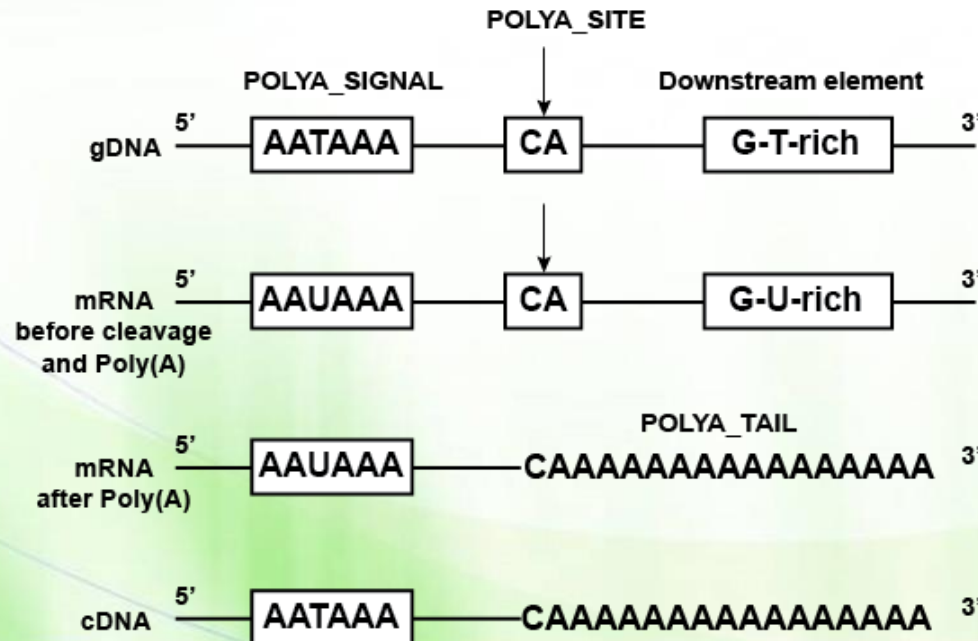 POLYA_SITE
POLYA_SIGNAL
Downstream element
gDNA 5’ AATAAA CA G-T-rich 3’
mRNA 5’ AAUAAA CA G-U-rich 3’
before cleavage
and Poly(A)
POLYA_TAIL
mRNA 5’ AAUAAA CAAAAAAAAAAAAAAAA 3’
after Poly(A)
cDNA 5’ AATAAA CAAAAAAAAAAAAAAAA 3’